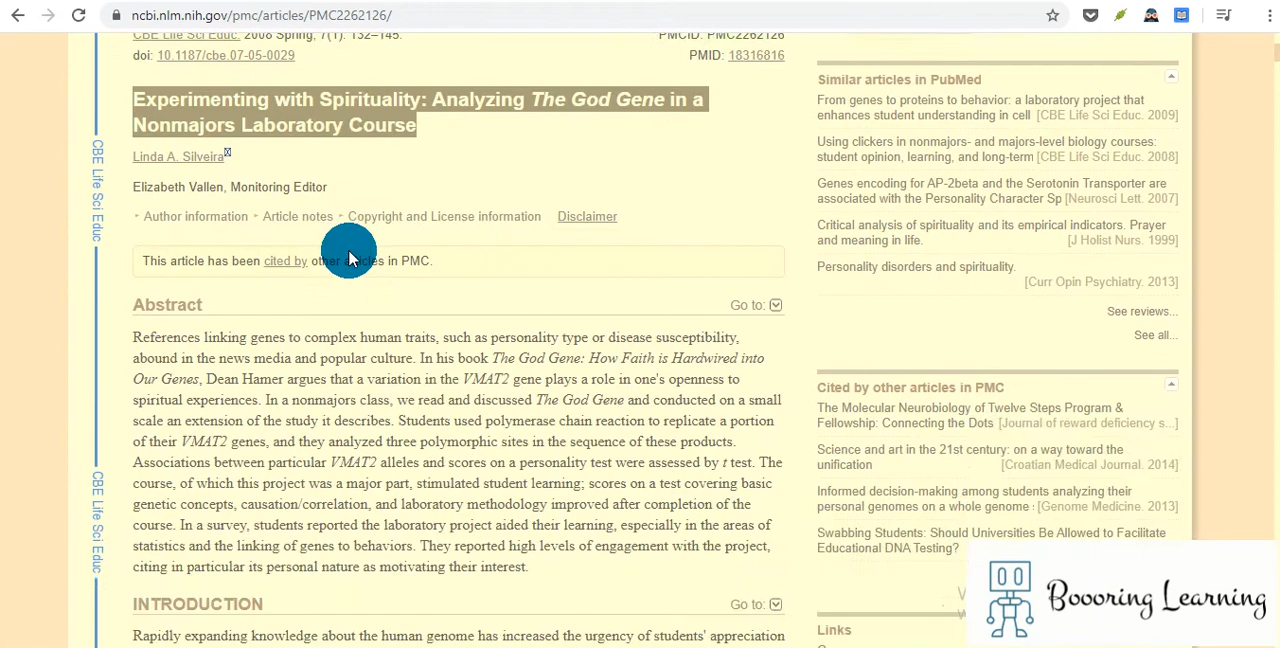 ncbi.nlm.nih.gov/pmc/articles/PMC2262126/
CBE Life Sci Educ. 2008 Spring; 7(1): 132–145.
PMCID: PMC2262126
doi: 10.1187/cbe.07-05-0029
PMID: 18316816
Experimenting with Spirituality: Analyzing The God Gene in a
Nonmajors Laboratory Course
Linda A. Silveira
Elizabeth Vallen, Monitoring Editor
Author information Article notes Copyright and License information Disclaimer
This article has been cited by other articles in PMC.
Abstract
Go to:
References linking genes to complex human traits, such as personality type or disease susceptibility,
abound in the news media and popular culture. In his book The God Gene: How Faith is Hardwired into
Our Genes, Dean Hamer argues that a variation in the VMAT2 gene plays a role in one's openness to
spiritual experiences. In a nonmajors class, we read and discussed The God Gene and conducted on a small
scale an extension of the study it describes. Students used polymerase chain reaction to replicate a portion
of their VMAT2 genes, and they analyzed three polymorphic sites in the sequence of these products.
Associations between particular VMAT2 alleles and scores on a personality test were assessed by t test. The
course, of which this project was a major part, stimulated student learning; scores on a test covering basic
genetic concepts, causation/correlation, and laboratory methodology improved after completion of the
course. In a survey, students reported the laboratory project aided their learning, especially in the areas of
statistics and the linking of genes to behaviors. They reported high levels of engagement with the project,
citing in particular its personal nature as motivating their interest.
INTRODUCTION
Go to:
Rapidly expanding knowledge about the human genome has increased the urgency of students' appreciation
CBE Life Sci Educ
CBE Life Sci Educ
Similar articles in PubMed
From genes to proteins to behavior: a laboratory project that
enhances student understanding in cell [CBE Life Sci Educ. 2009]
Using clickers in nonmajors- and majors-level biology courses:
student opinion, learning, and long-term [CBE Life Sci Educ. 2008]
Genes encoding for AP-2beta and the Serotonin Transporter are
associated with the Personality Character Sp [Neurosci Lett. 2007]
Critical analysis of spirituality and its empirical indicators. Prayer
and meaning in life. [J Holist Nurs. 1999]
Personality disorders and spirituality.
[Curr Opin Psychiatry. 2013]
See reviews...
See all...
Cited by other articles in PMC
The Molecular Neurobiology of Twelve Steps Program &
Fellowship: Connecting the Dots [Journal of reward deficiency s...]
Science and art in the 21st century: on a way toward the
unification [Croatian Medical Journal. 2014]
Informed decision-making among students analyzing their
personal genomes on a whole genome [Genome Medicine. 2013]
Swabbing Students: Should Universities Be Allowed to Facilitate
Educational DNA Testing?
Links
Boooring Learning